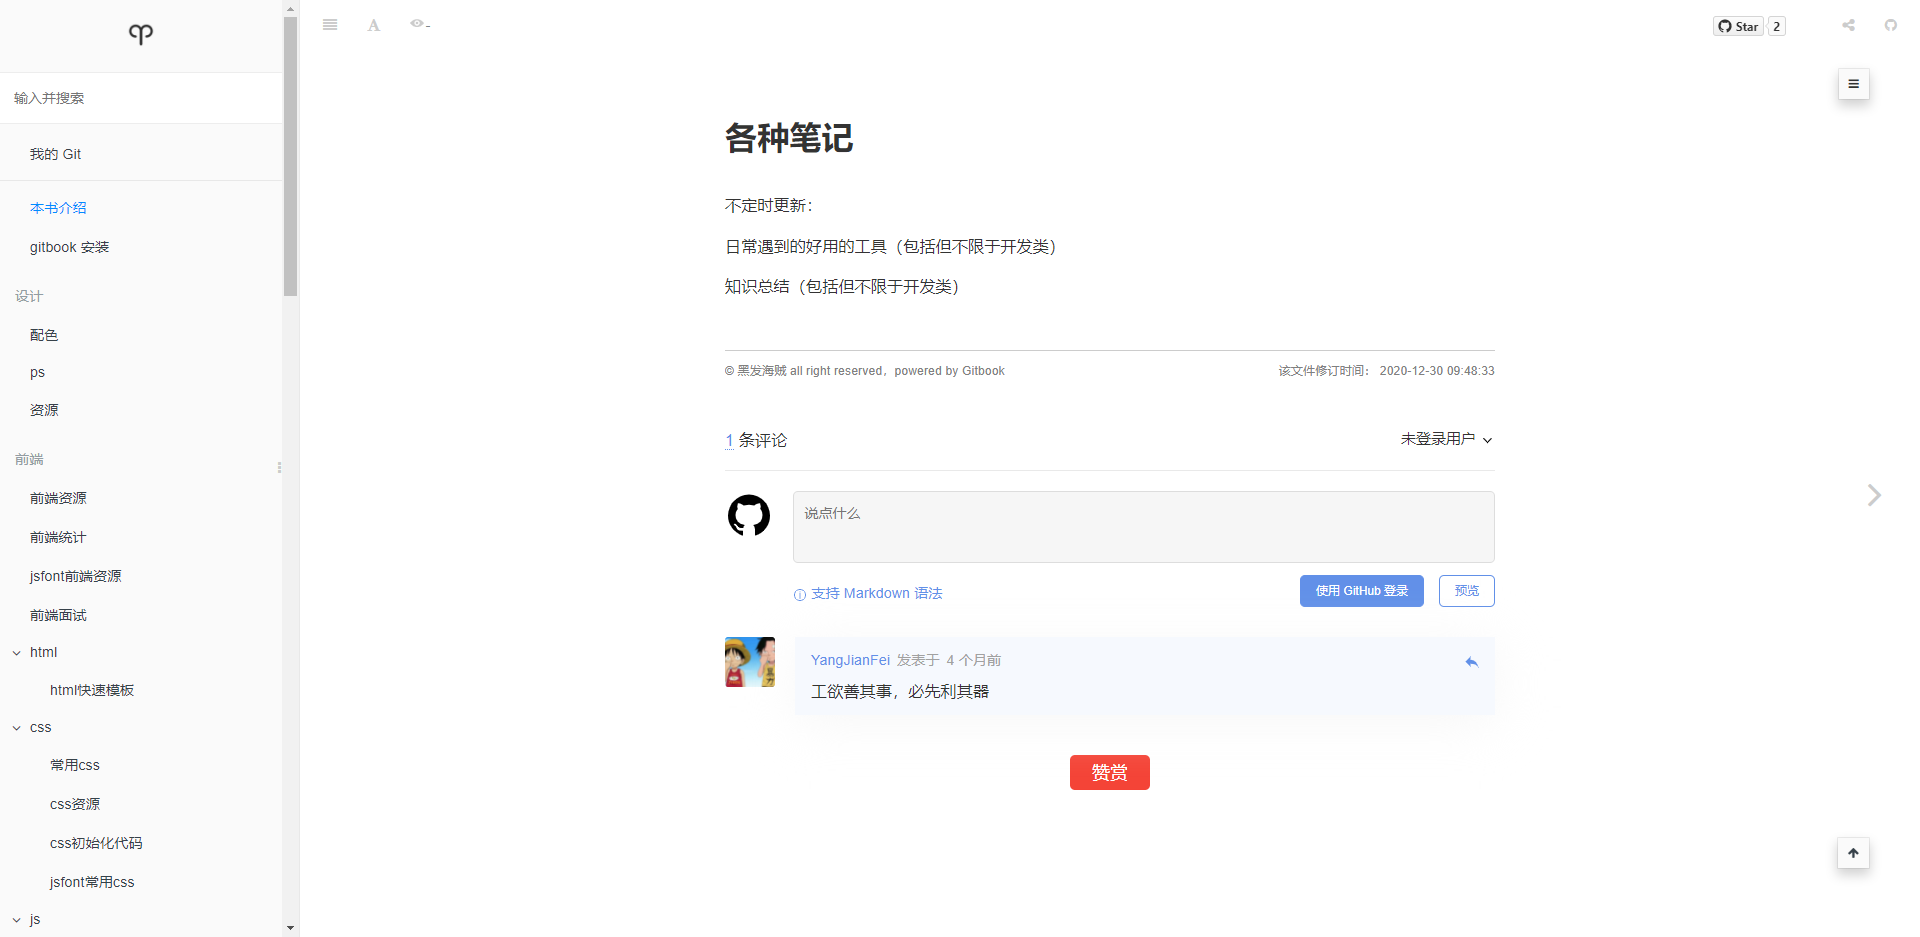 输入并搜索
我的 Git
本书介绍
gitbook 安装
设计
配色
ps
资源
前端
前端资源
前端统计
jsfont前端资源
前端面试
html
html快速模板
css
常用css
css资源
css初始化代码
jsfont常用css
js
A
Star 2
各种笔记
不定时更新：
日常遇到的好用的工具（包括但不限于开发类）
知识总结（包括但不限于开发类）
© 黑发海贼 all right reserved，powered by Gitbook
该文件修订时间： 2020-12-30 09:48:33
1 条评论
未登录用户
说点什么
支持 Markdown 语法
使用 GitHub 登录
预览
YangJianFei 发表于 4 个月前
工欲善其事，必先利其器
赞赏